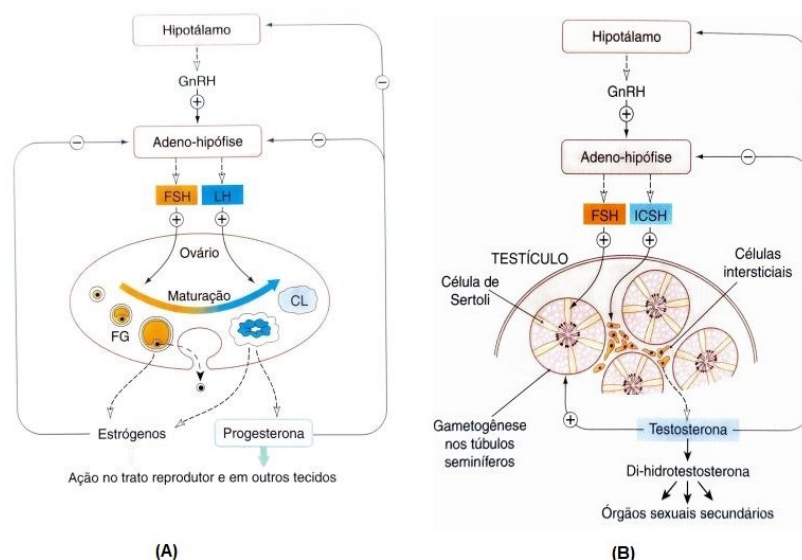 Hipotálamo
GnRH
+
−
−
−
Adeno-hipófise
FSH
LH
+
+
Ovário
Maturação
CL
FG
Estrógenos
Progesterona
Ação no trato reprodutor e em outros tecidos
(A)
Hipotálamo
−
GnRH
+
Adeno-hipófise
−
FSH
ICSH
+
+
TESTÍCULO
Células
intersticiais
Célula de
Sertoli
Gametogênese
nos túbulos
seminíferos
+
Testosterona
Di-hidrotestosterona
Órgãos sexuais secundários
(B)